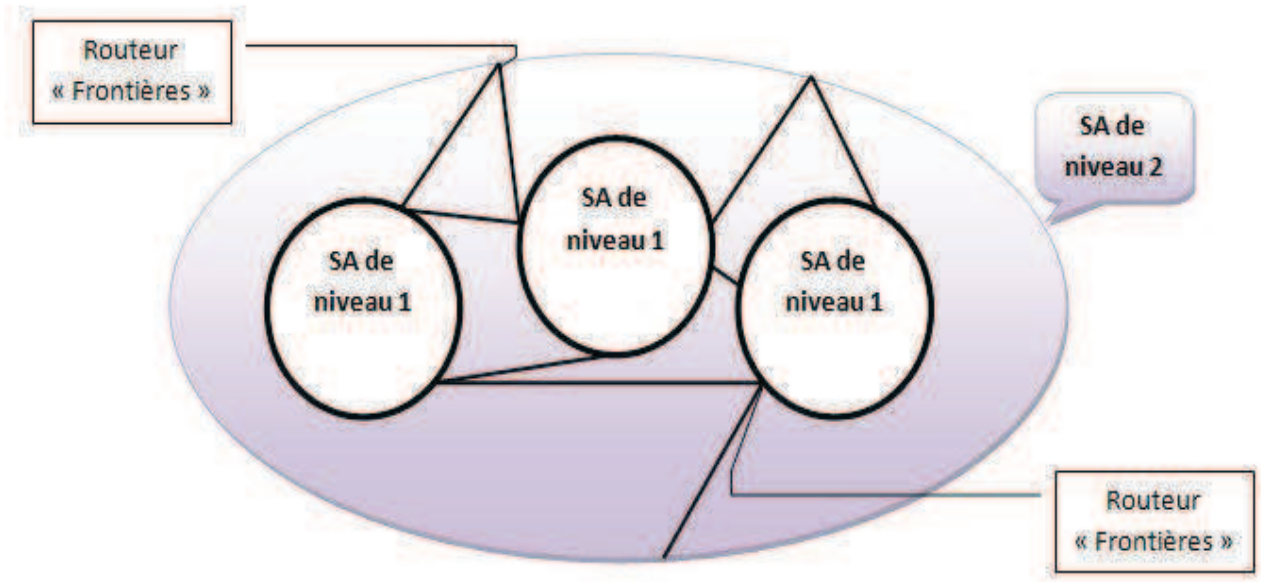 Routeur
« Frontières »
SA de
niveau 2
SA de
niveau 1
SA de
niveau 1
SA de
niveau 1
Routeur
« Frontières »